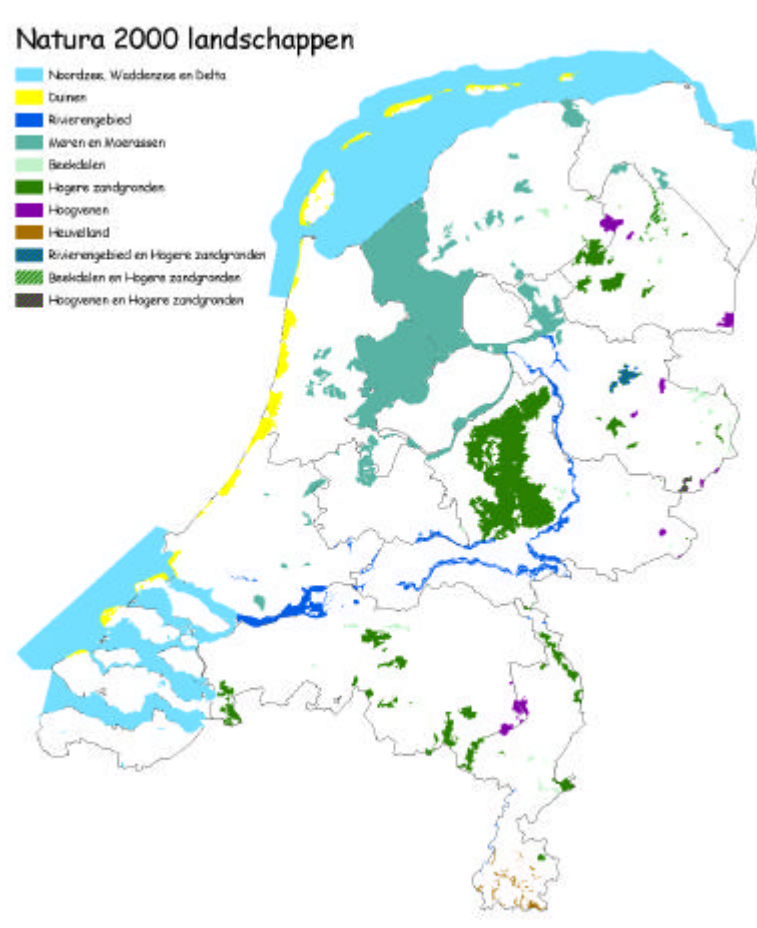 Natura 2000 landschappen
Noordzee, Waddenzee en Delta
Duinen
Rivierengebied
Meren en Moerassen
Beekdalen
Hogere zandgronden
Hoogvenen
Heuvelland
Rivierengebied en Hogere zandgronden
Beekdalen en Hogere zandgronden
Hoogvenen en Hogere zandgronden